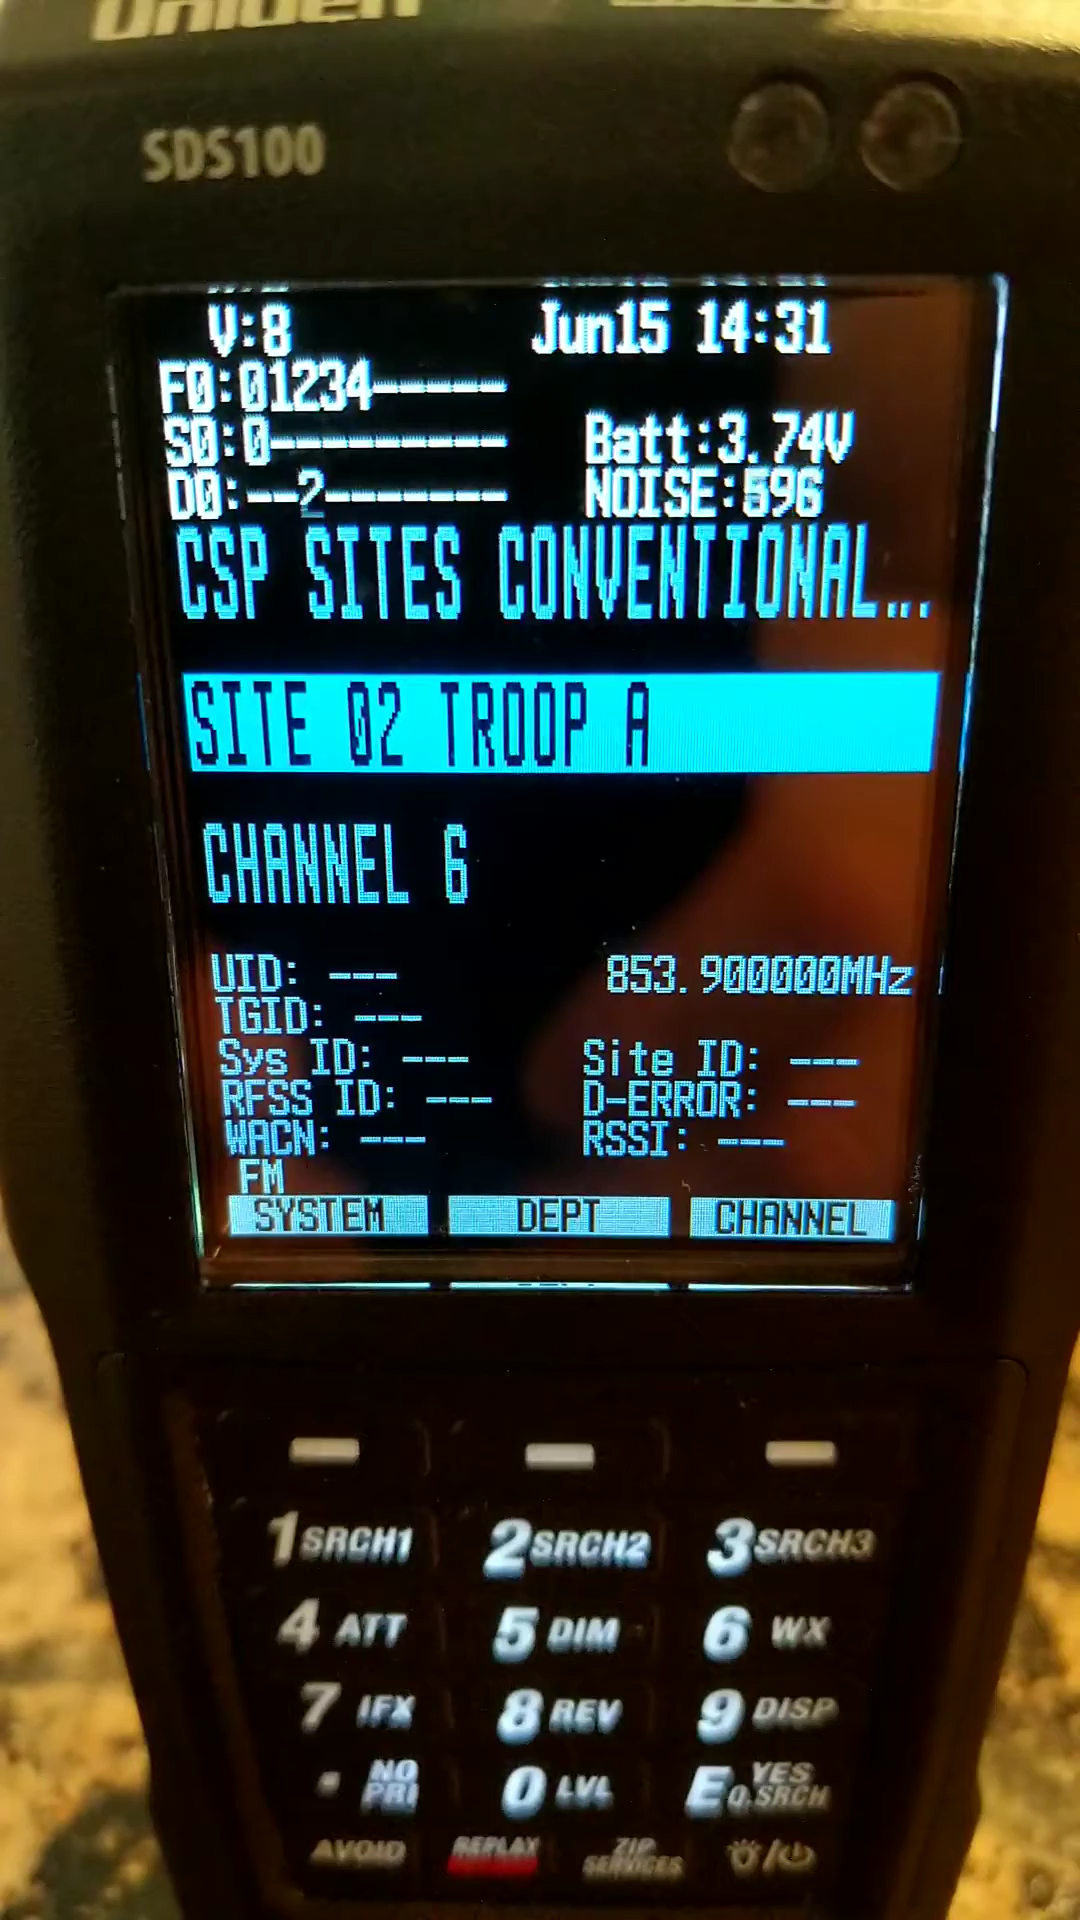 Uniden
SDS100
V:8 Jun15 14:31
F0:01234-----
S0:0--------- Batt:3.74V
D0:--2------- NOISE:596
CSP SITES CONVENTIONAL...
SITE 02 TROOP A
CHANNEL 6
UID: --- 853.900000MHz
TGID: ---
Sys ID: --- Site ID: ---
RFSS ID: --- D-ERROR: ---
WACN: --- RSSI: ---
FM
SYSTEM DEPT CHANNEL
1 SRCH1 2 SRCH2 3 SRCH3
4 ATT 5 DIM 6 WX
7 IFX 8 REV 9 DISP
. NO PRI 0 LVL E YES Q.SRCH
AVOID REPLAY ZIP SERVICES